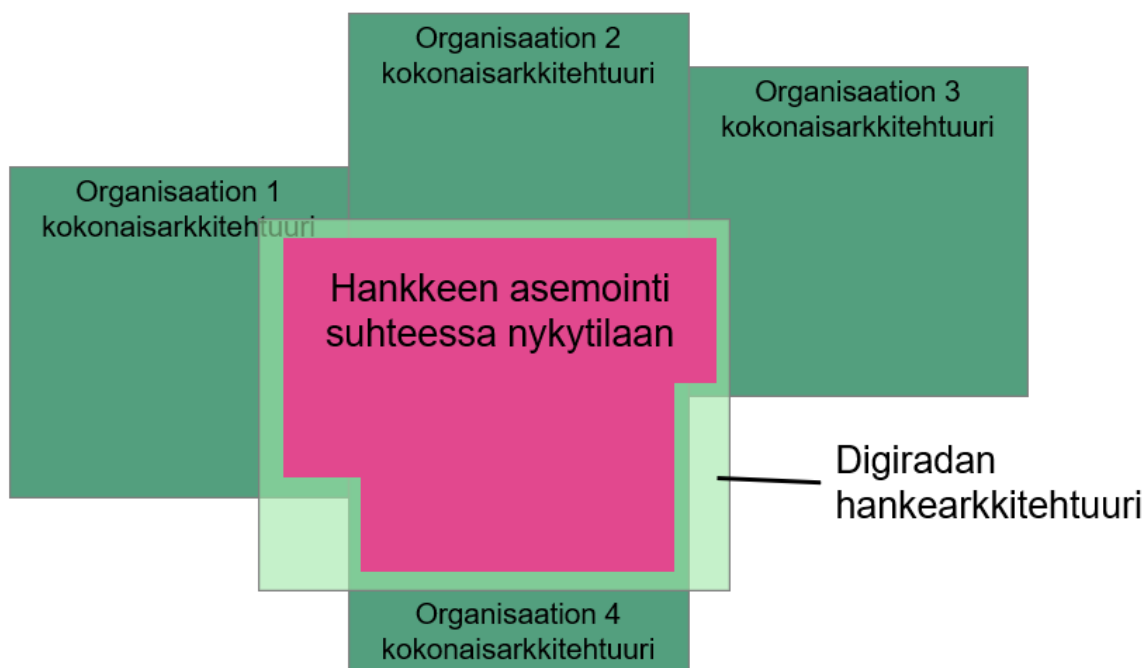 Organisaation 2
kokonaisarkkitehtuuri
Organisaation 3
kokonaisarkkitehtuuri
Organisaation 1
kokonaisarkkitehtuuri
Hankkeen asemointi
suhteessa nykytilaan
Digiradan
hankearkkitehtuuri
Organisaation 4
kokonaisarkkitehtuuri